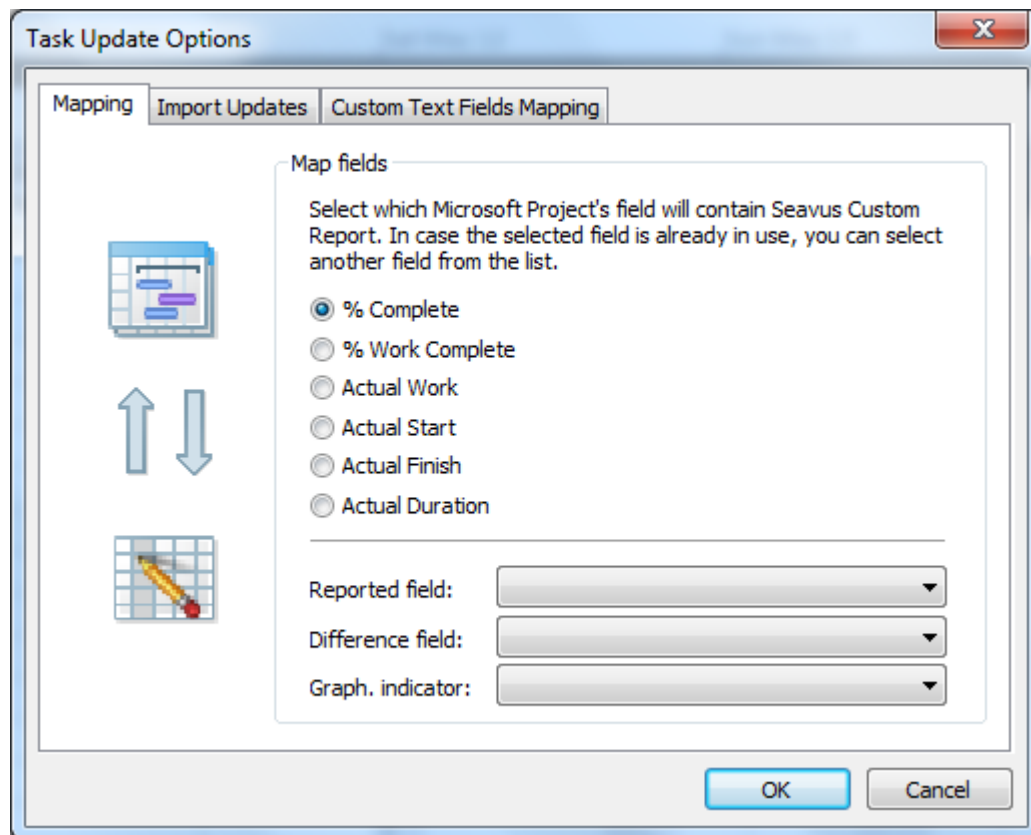 Task Update Options
Mapping
Import Updates
Custom Text Fields Mapping
Map fields
Select which Microsoft Project's field will contain Seavus Custom
Report. In case the selected field is already in use, you can select
another field from the list.
% Complete
% Work Complete
Actual Work
Actual Start
Actual Finish
Actual Duration
Reported field:
Difference field:
Graph. indicator:
OK
Cancel